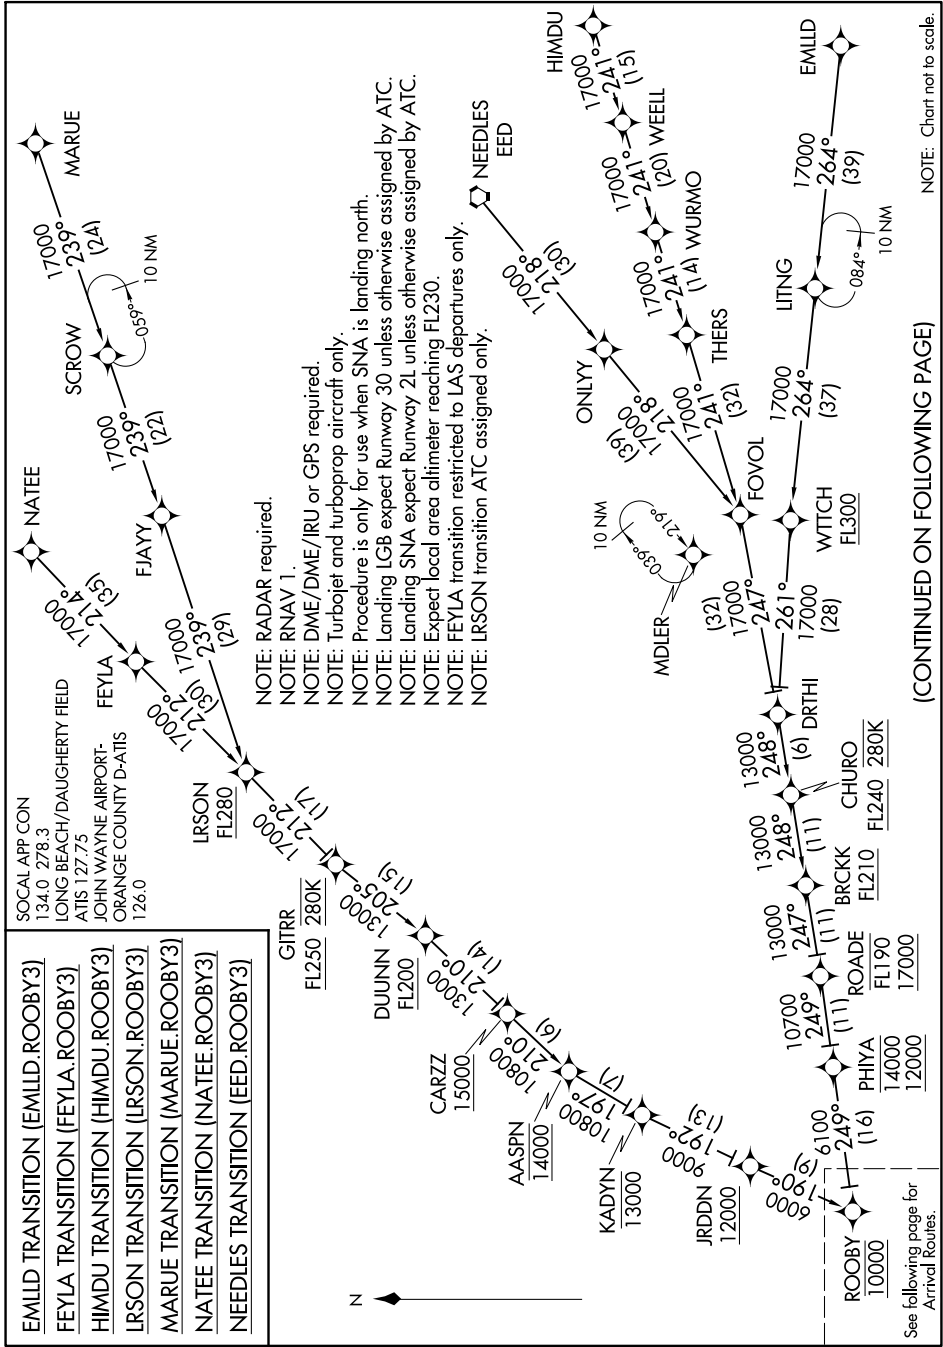 EMLLD TRANSITION (EMLLD.ROOBY3)
FEYLA TRANSITION (FEYLA.ROOBY3)
HIMDU TRANSITION (HIMDU.ROOBY3)
LRSON TRANSITION (LRSON.ROOBY3)
MARUE TRANSITION (MARUE.ROOBY3)
NATEE TRANSITION (NATEE.ROOBY3)
NEEDLES TRANSITION (EED.ROOBY3)
SOCAL APP CON
134.0 278.3
LONG BEACH/DAUGHERTY FIELD
ATIS 127.75
JOHN WAYNE AIRPORT-
ORANGE COUNTY D-ATIS
126.0
NATEE
17000
214°
(35)
FEYLA
17000
212°
(30)
MARUE
17000
239°
(24)
SCROW
059°
10 NM
17000
239°
(22)
FJAYY
17000
239°
(29)
LRSON
FL280
17000
212°
(17)
GITRR
FL250 280K
13000
205°
(15)
DUUNN
FL200
13000
210°
(14)
CARZZ
15000
10800
210°
(6)
AASPN
14000
10800
197°
(7)
KADYN
13000
9000
192°
(13)
JRDDN
12000
6000
190°
(9)
ROOBY
10000
See following page for
Arrival Routes.
N
NOTE: RADAR required.
NOTE: RNAV 1.
NOTE: DME/DME/IRU or GPS required.
NOTE: Turbojet and turboprop aircraft only.
NOTE: Procedure is only for use when SNA is landing north.
NOTE: Landing LGB expect Runway 30 unless otherwise assigned by ATC.
NOTE: Landing SNA expect Runway 2L unless otherwise assigned by ATC.
NOTE: Expect local area altimeter reaching FL230.
NOTE: FEYLA transition restricted to LAS departures only.
NOTE: LRSON transition ATC assigned only.
NEEDLES
EED
17000
218°
(30)
ONLYY
17000
218°
(39)
HIMDU
17000
241°
(15)
WEELL
17000
241°
(20)
WURMO
17000
241°
(14)
THERS
17000
241°
(32)
FOVOL
MDLER
10 NM
039°
219°
(32)
17000
247°
EMLLD
17000
264°
(39)
LITNG
084°
10 NM
17000
264°
(37)
WTTCH
FL300
261°
17000
(28)
DRTHI
13000
248°
(6)
CHURO
FL240 280K
13000
248°
(11)
BRCKK
FL210
13000
247°
(11)
ROADE
FL190
17000
10700
249°
(11)
PHIYA
14000
12000
6100
249°
(16)
(CONTINUED ON FOLLOWING PAGE)
NOTE: Chart not to scale.